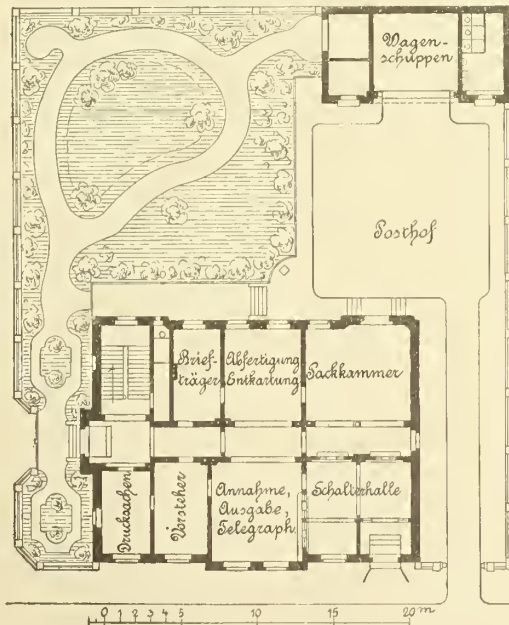 Wagen-
schuppen
Posthof
Brief-
träger
Abfertigung
Entkartung
Packkammer
Drucksachen
Vorsteher
Annahme,
Ausgabe,
Telegraph.
Schalterhalle
0 1 2 3 4 5 10 15 20 m